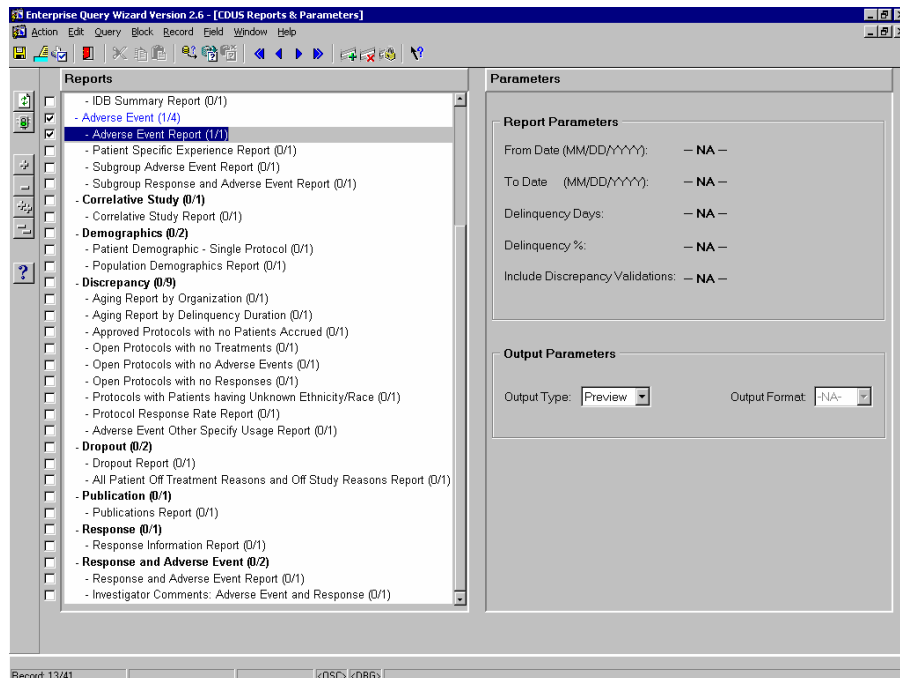 Enterprise Query Wizard Version 2.6 - [CDUS Reports & Parameters]
Action Edit Query Block Record Field Window Help
Reports
- IDB Summary Report (0/1)
- Adverse Event (1/4)
- Adverse Event Report (1/1)
- Patient Specific Experience Report (0/1)
- Subgroup Adverse Event Report (0/1)
- Subgroup Response and Adverse Event Report (0/1)
- Correlative Study (0/1)
- Correlative Study Report (0/1)
- Demographics (0/2)
- Patient Demographic - Single Protocol (0/1)
- Population Demographics Report (0/1)
- Discrepancy (0/9)
- Aging Report by Organization (0/1)
- Aging Report by Delinquency Duration (0/1)
- Approved Protocols with no Patients Accrued (0/1)
- Open Protocols with no Treatments (0/1)
- Open Protocols with no Adverse Events (0/1)
- Open Protocols with no Responses (0/1)
- Protocols with Patients having Unknown Ethnicity/Race (0/1)
- Protocol Response Rate Report (0/1)
- Adverse Event Other Specify Usage Report (0/1)
- Dropout (0/2)
- Dropout Report (0/1)
- All Patient Off Treatment Reasons and Off Study Reasons Report (0/1)
- Publication (0/1)
- Publications Report (0/1)
- Response (0/1)
- Response Information Report (0/1)
- Response and Adverse Event (0/2)
- Response and Adverse Event Report (0/1)
- Investigator Comments: Adverse Event and Response (0/1)
Parameters
Report Parameters
From Date (MM/DD/YYYY): -- NA --
To Date (MM/DD/YYYY): -- NA --
Delinquency Days: -- NA --
Delinquency %: -- NA --
Include Discrepancy Validations: -- NA --
Output Parameters
Output Type: Preview Output Format: -NA-
Record: 13/41 <OSC> <DBG>